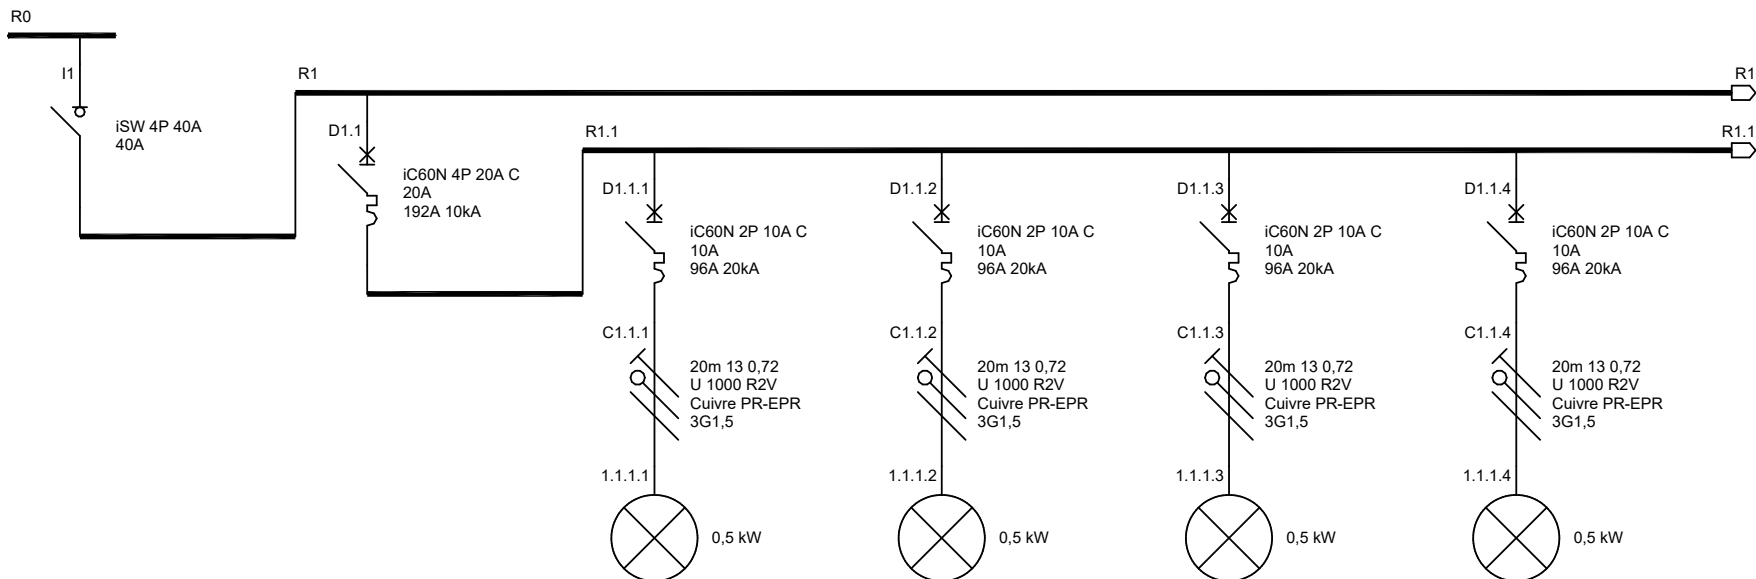 R0
I1
iSW 4P 40A
40A
R1
R1
D1.1
iC60N 4P 20A C
20A
192A 10kA
R1.1
R1.1
D1.1.1
iC60N 2P 10A C
10A
96A 20kA
C1.1.1
20m 13 0,72
U 1000 R2V
Cuivre PR-EPR
3G1,5
1.1.1.1
0,5 kW
D1.1.2
iC60N 2P 10A C
10A
96A 20kA
C1.1.2
20m 13 0,72
U 1000 R2V
Cuivre PR-EPR
3G1,5
1.1.1.2
0,5 kW
D1.1.3
iC60N 2P 10A C
10A
96A 20kA
C1.1.3
20m 13 0,72
U 1000 R2V
Cuivre PR-EPR
3G1,5
1.1.1.3
0,5 kW
D1.1.4
iC60N 2P 10A C
10A
96A 20kA
C1.1.4
20m 13 0,72
U 1000 R2V
Cuivre PR-EPR
3G1,5
1.1.1.4
0,5 kW